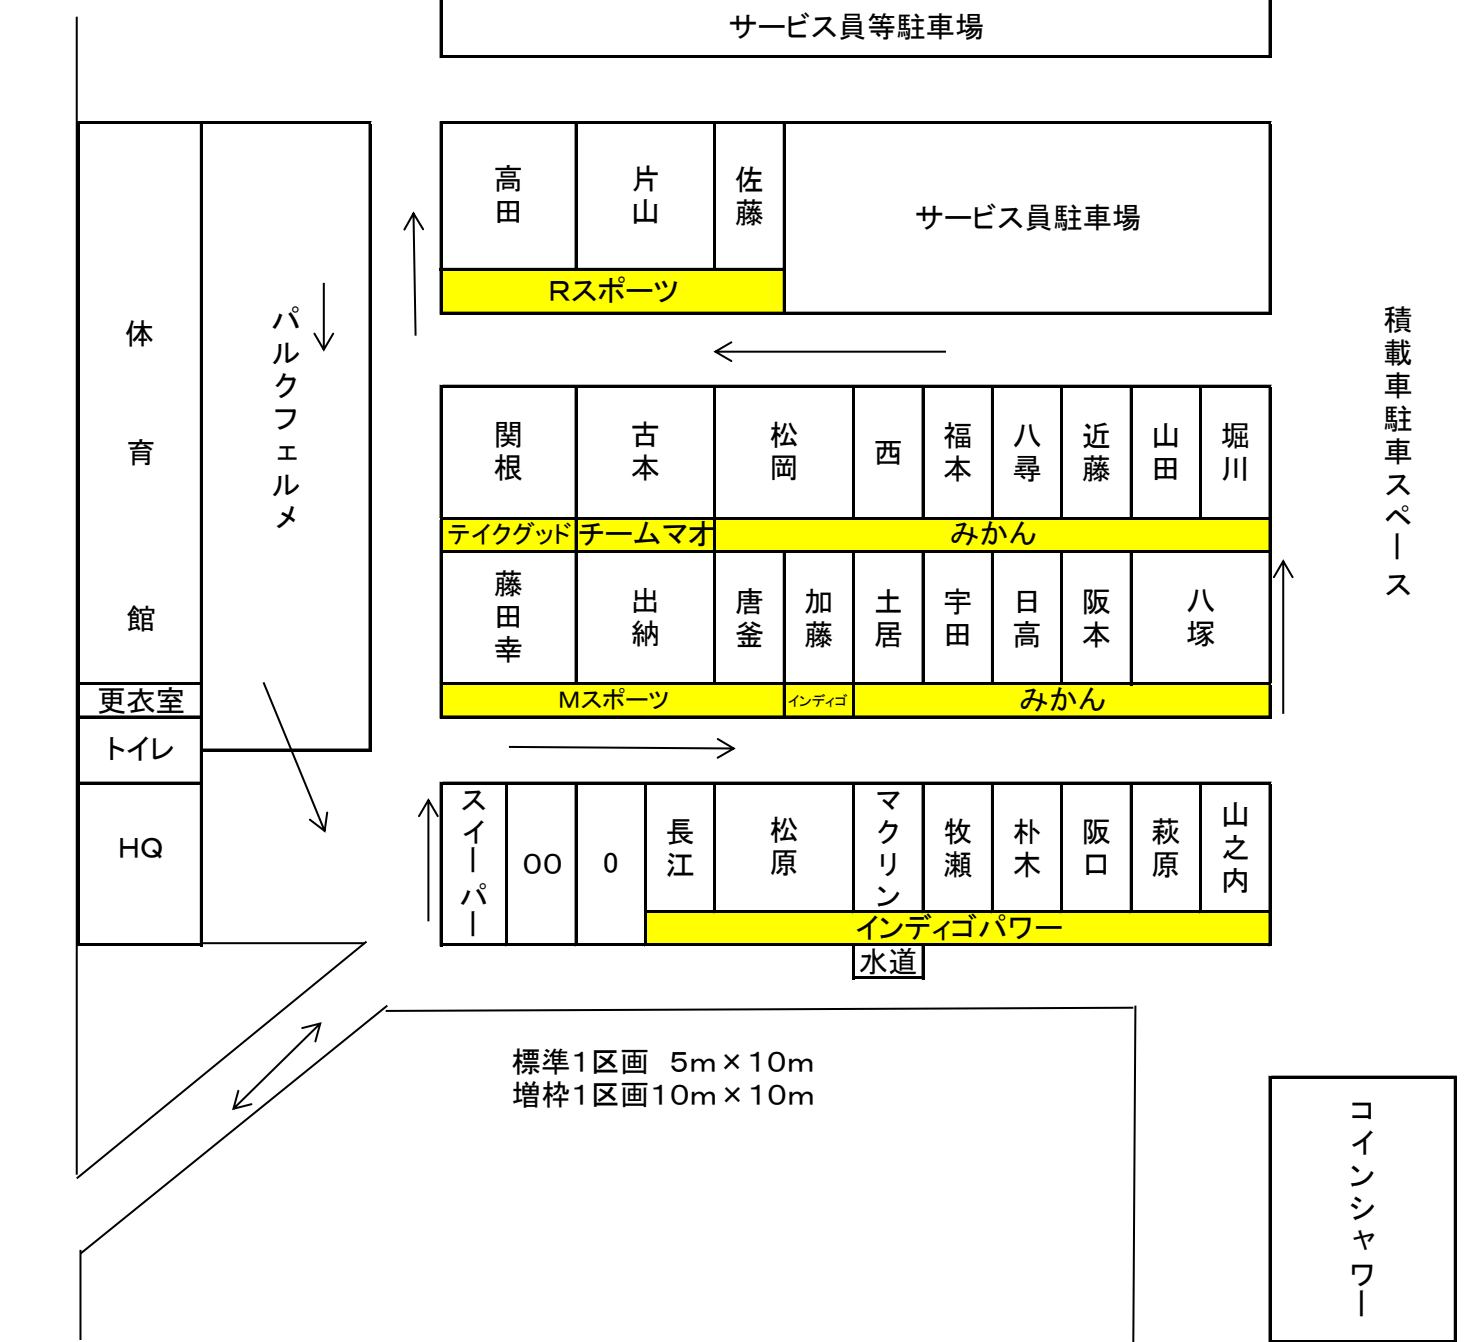 サービス員等駐車場
高田
片山
佐藤
サービス員駐車場
Rスポーツ
体育館
パルクフェルメ
積載車駐車スペース
関根
古本
松岡
西
福本
八尋
近藤
山田
堀川
テイクグッド
チームマオ
みかん
藤田幸
出納
唐釜
加藤
土居
宇田
日高
阪本
八塚
更衣室
Mスポーツ
インディゴ
みかん
トイレ
HQ
スイーパー
00
0
長江
松原
マクリン
牧瀬
朴木
阪口
萩原
山之内
インディゴパワー
水道
標準1区画 5m×10m
増枠1区画10m×10m
コインシャワー